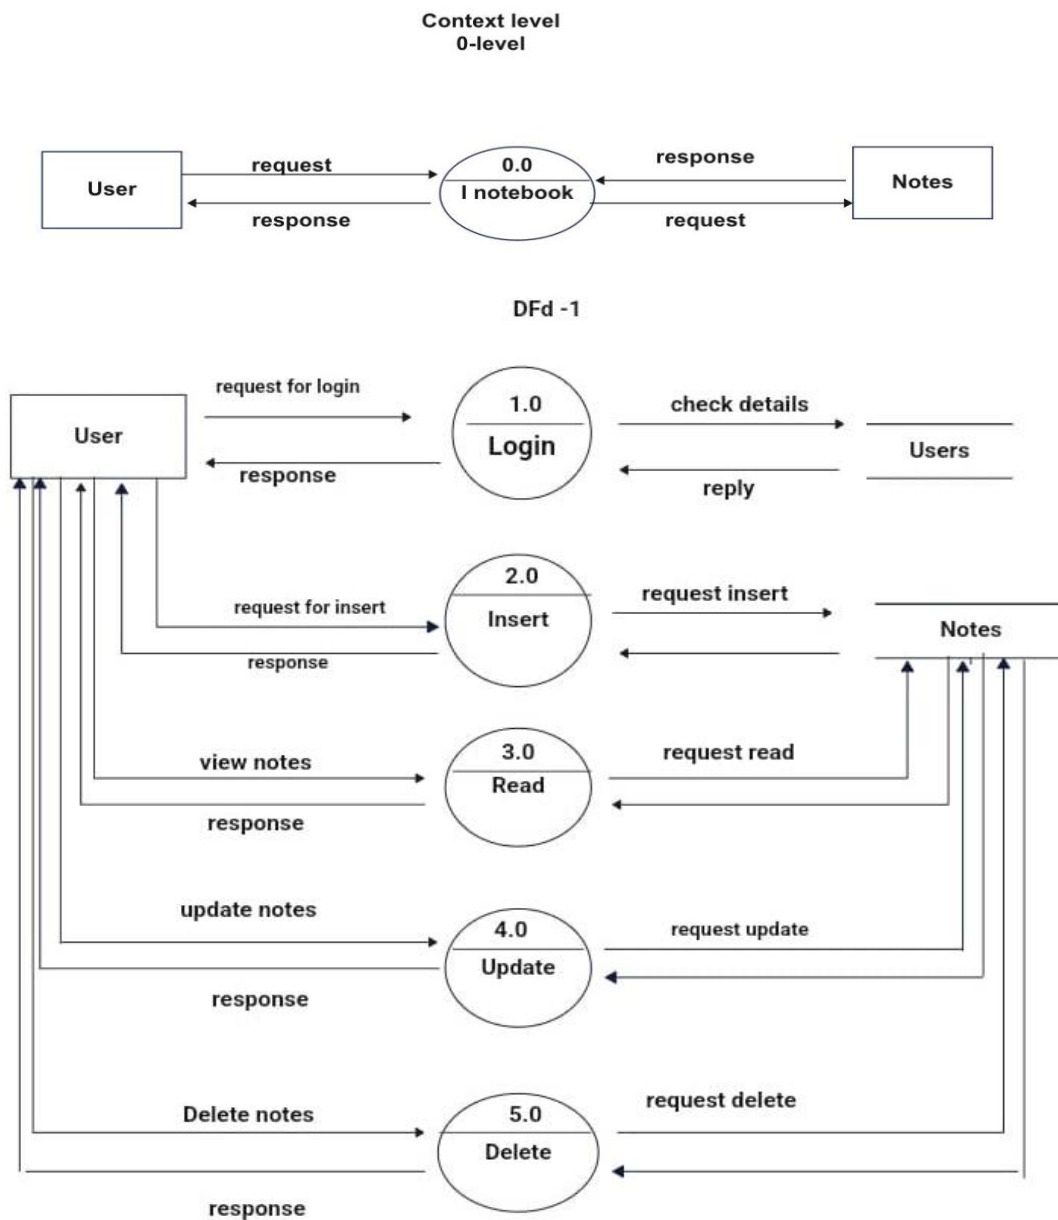 Context level
0-level
User
request
response
0.0
I notebook
response
request
Notes
DFd -1
User
request for login
response
1.0
Login
check details
reply
Users
request for insert
response
2.0
Insert
request insert
Notes
view notes
response
3.0
Read
request read
update notes
response
4.0
Update
request update
Delete notes
response
5.0
Delete
request delete